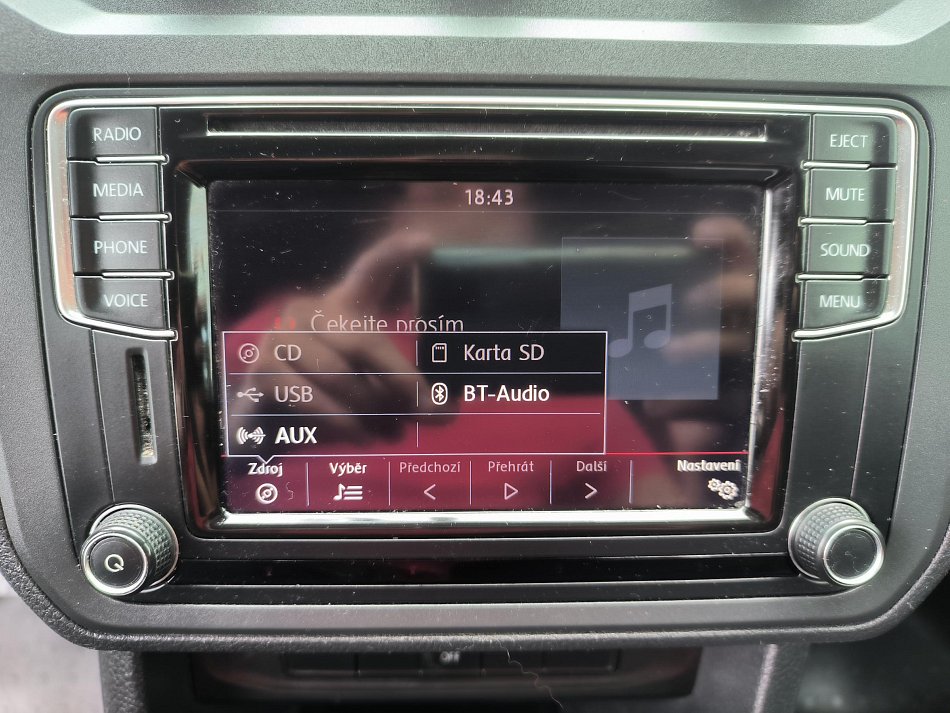 RADIO
EJECT
MEDIA
18:43
MUTE
PHONE
SOUND
VOICE
MENU
Čekejte prosím
CD
Karta SD
USB
BT-Audio
AUX
Zdroj
Výběr
Předchozí
Přehrát
Další
Nastavení
OFF